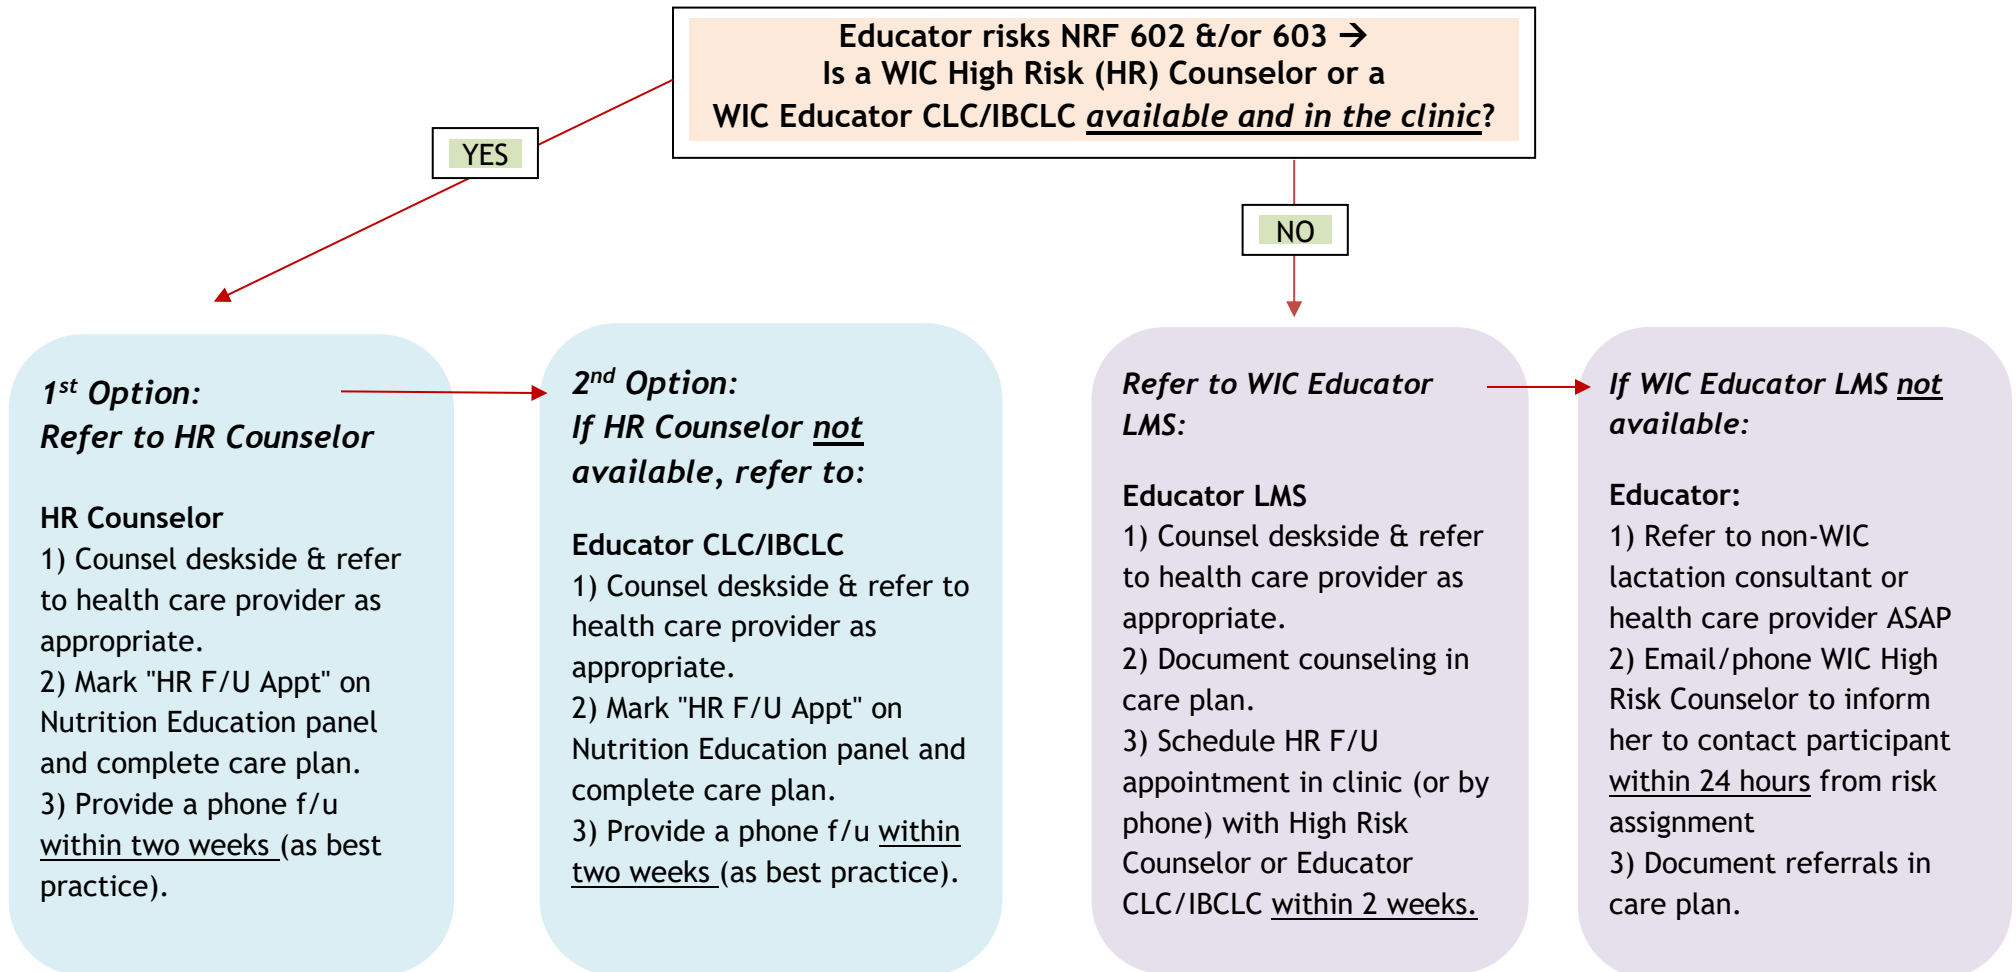 Educator risks NRF 602 &/or 603 →
Is a WIC High Risk (HR) Counselor or a
WIC Educator CLC/IBCLC available and in the clinic?
YES
NO
1st Option:
Refer to HR Counselor
HR Counselor
1) Counsel deskside & refer
to health care provider as
appropriate.
2) Mark "HR F/U Appt" on
Nutrition Education panel
and complete care plan.
3) Provide a phone f/u
within two weeks (as best
practice).
2nd Option:
If HR Counselor not
available, refer to:
Educator CLC/IBCLC
1) Counsel deskside & refer to
health care provider as
appropriate.
2) Mark "HR F/U Appt" on
Nutrition Education panel and
complete care plan.
3) Provide a phone f/u within
two weeks (as best practice).
Refer to WIC Educator
LMS:
Educator LMS
1) Counsel deskside & refer
to health care provider as
appropriate.
2) Document counseling in
care plan.
3) Schedule HR F/U
appointment in clinic (or by
phone) with High Risk
Counselor or Educator
CLC/IBCLC within 2 weeks.
If WIC Educator LMS not
available:
Educator:
1) Refer to non-WIC
lactation consultant or
health care provider ASAP
2) Email/phone WIC High
Risk Counselor to inform
her to contact participant
within 24 hours from risk
assignment
3) Document referrals in
care plan.